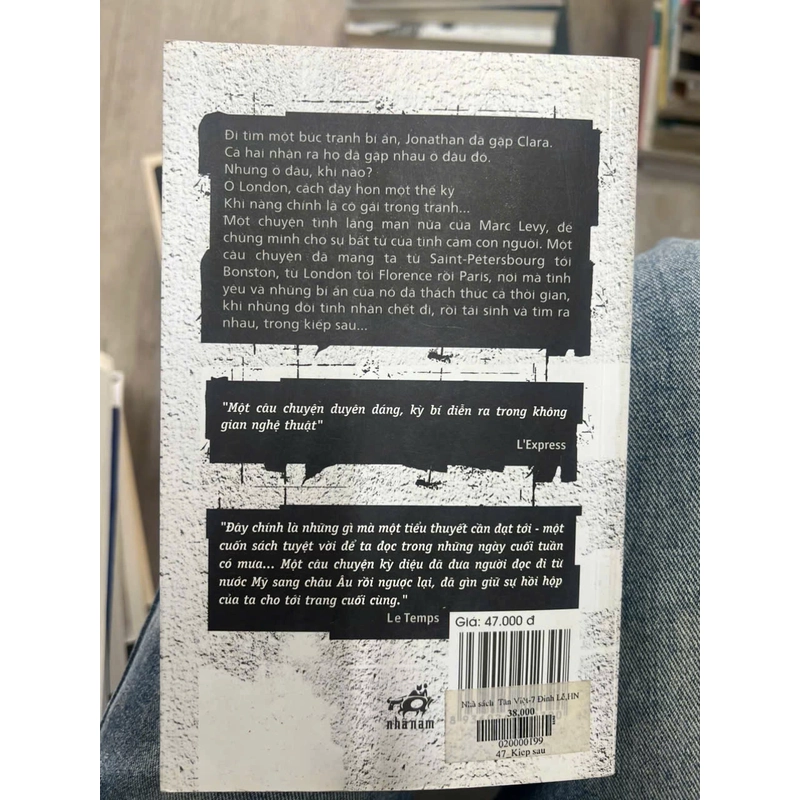 Đi tìm một bức tranh bí ẩn, Jonathan đã gặp Clara.
Cả hai nhận ra họ đã gặp nhau ở đâu đó.
Nhưng ở đâu, khi nào?
Ở London, cách đây hơn một thế kỷ
Khi nàng chính là cô gái trong tranh...
Một chuyện tình lãng mạn nữa của Marc Levy, để
chứng minh cho sự bất tử của tình cảm con người. Một
câu chuyện đã mang ta từ Saint-Pétersbourg tới
Bonston, từ London tới Florence rồi Paris, nơi mà tình
yêu và những bí ẩn của nó đã thách thức cả thời gian,
khi những đôi tình nhân chết đi, rồi tái sinh và tìm ra
nhau, trong kiếp sau...
"Một câu chuyện duyên dáng, kỳ bí diễn ra trong không
gian nghệ thuật"
L'Express
"Đây chính là những gì mà một tiểu thuyết cần đạt tới - một
cuốn sách tuyệt vời để ta đọc trong những ngày cuối tuần
có mưa... Một câu chuyện kỳ diệu đã đưa người đọc đi từ
nước Mỹ sang châu Âu rồi ngược lại, đã gìn giữ sự hồi hộp
của ta cho tới trang cuối cùng."
Le Temps
Giá: 47.000 đ
nhã nam
Nhà sách Tân Việt-7 Đinh Lễ,HN
38,000
020000199
47_Kiếp sau